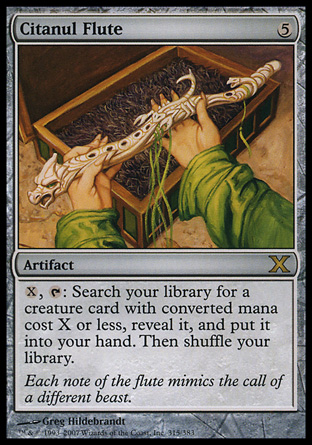 Citanul Flute 5
Artifact X
X, T: Search your library for a
creature card with converted mana
cost X or less, reveal it, and put it
into your hand. Then shuffle your
library.
Each note of the flute mimics the call of
a different beast.
Greg Hildebrandt
™ & © 1993–2007 Wizards of the Coast, Inc. 315/383